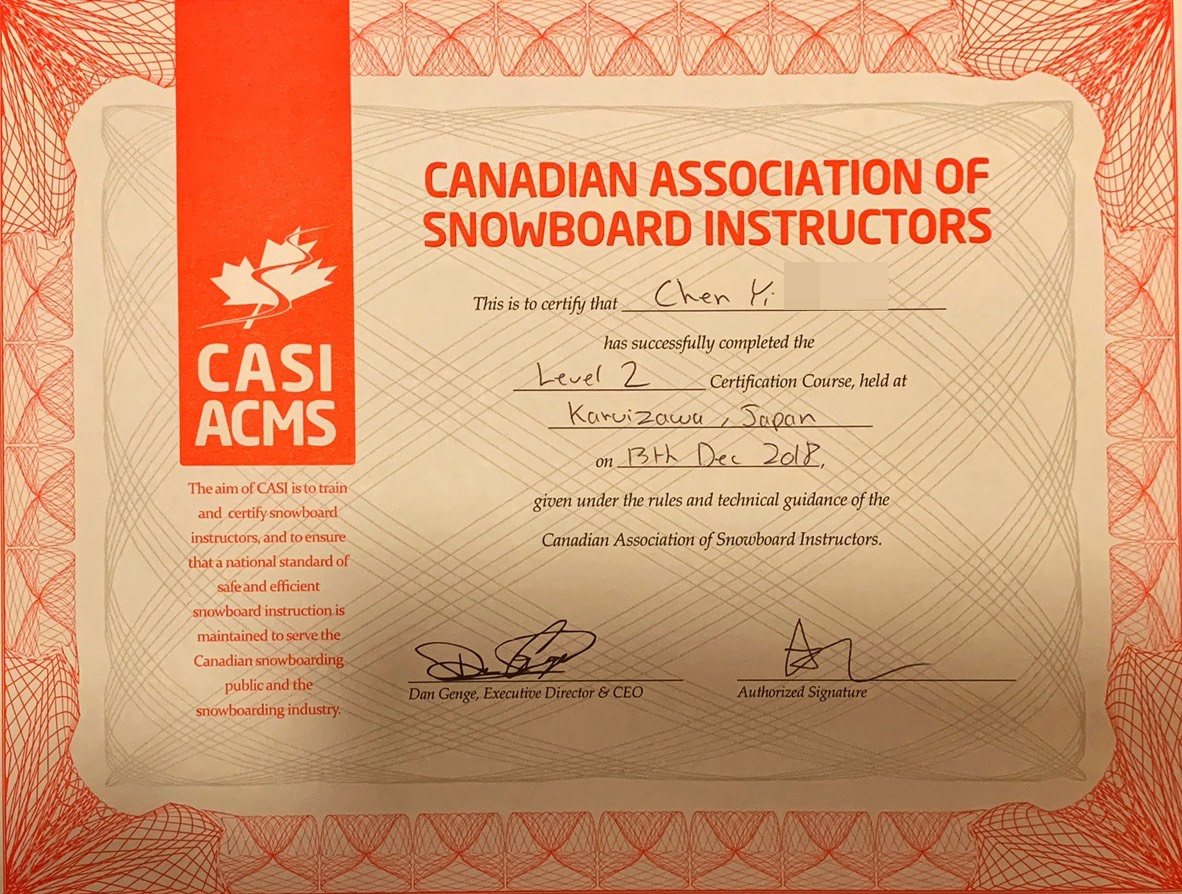 CANADIAN ASSOCIATION OF
SNOWBOARD INSTRUCTORS
This is to certify that Chen Yi
has successfully completed the
Level 2 Certification Course, held at
Karuizawa, Japan
on 13th Dec 2018,
given under the rules and technical guidance of the
Canadian Association of Snowboard Instructors.
CASI
ACMS
The aim of CASI is to train
and certify snowboard
instructors, and to ensure
that a national standard of
safe and efficient
snowboard instruction is
maintained to serve the
Canadian snowboarding
public and the
snowboarding industry.
Dan Genge, Executive Director & CEO
Authorized Signature